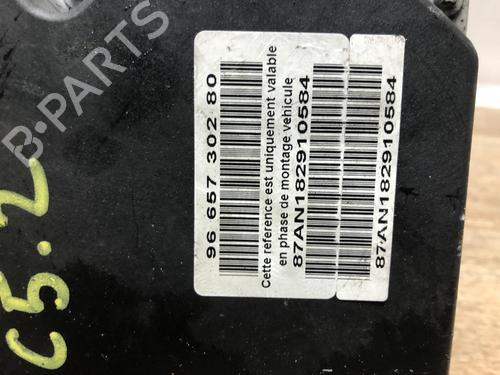 96 657 302 80
Cette reference est uniquement valable
en phase de montage vehicule
87AN182910584
87AN182910584
C5.2
B-PARTS